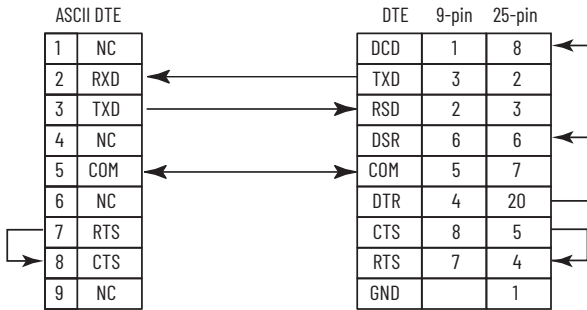 ASCII DTE DTE 9-pin 25-pin
1 NC DCD 1 8
2 RXD TXD 3 2
3 TXD RSD 2 3
4 NC DSR 6 6
5 COM COM 5 7
6 NC DTR 4 20
7 RTS CTS 8 5
8 CTS RTS 7 4
9 NC GND 1